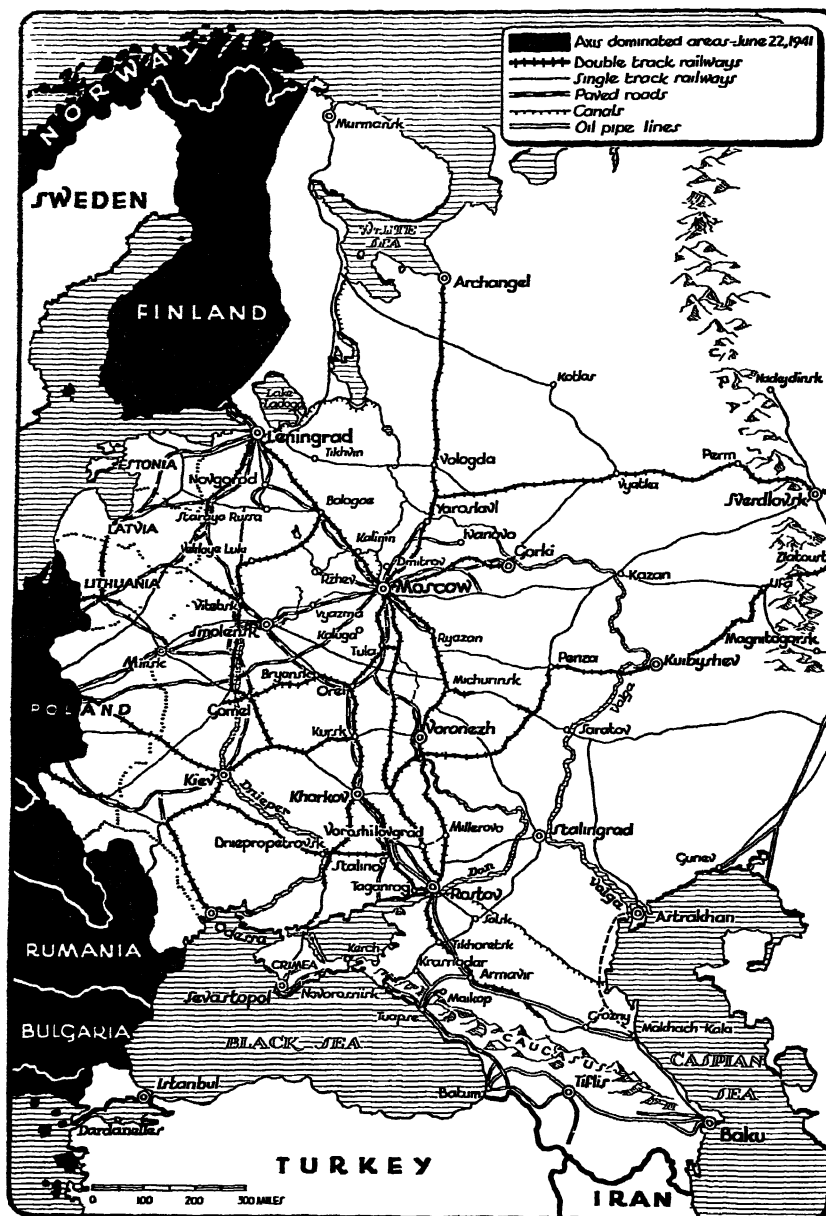 Axis dominated areas-June 22, 1941
Double track railways
Single track railways
Paved roads
Canals
Oil pipe lines
NORWAY
Murmansk
SWEDEN
WHITE
SEA
Archangel
FINLAND
Kotlas
Nadeydinsk
Lake
Ladoga
Leningrad
Tikhvin
Vologda
Perm
ESTONIA
Novgorod
Vyatka
Sverdlovsk
Bologoe
Yaroslavl
LATVIA
Staraya Russa
Kalinin
Ivanovo
Velikiye Luki
Dmitrov
Gorki
Zlatoust
LITHUANIA
Rzhev
Moscow
Kazan
Ufa
Vitebsk
Vyazma
Smolensk
Kaluga
Ryazan
Magnitogorsk
Minsk
Tula
Penza
Kuibyshev
Bryansk
Orel
Michurinsk
Volga
POLAND
Gomel
Kursk
Voronezh
Saratov
Kiev
Dnieper
Kharkov
Voroshilovgrad
Millerovo
Stalingrad
Dniepropetrovsk
Stalino
Don
Gurev
Taganrog
Rostov
Volga
Astrakhan
Odessa
Salsk
RUMANIA
Kerch
Tikhoretsk
CRIMEA
Krasnodar
Armavir
Sevastopol
Novorossiisk
Maikop
Tuapse
Grozny
Makhach-Kala
BULGARIA
BLACK SEA
CAUCASUS
CASPIAN
SEA
Istanbul
Batum
Tiflis
Dardanelles
Baku
TURKEY
IRAN
0 100 200 300 MILES